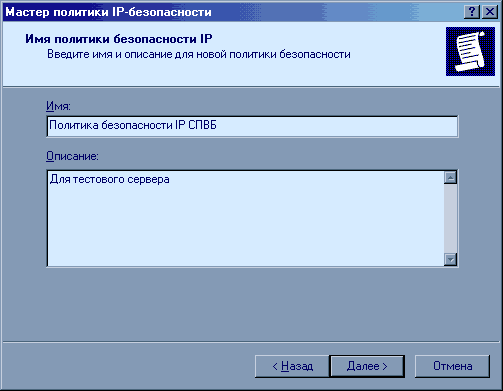 Мастер политики IP-безопасности
Имя политики безопасности IP
Введите имя и описание для новой политики безопасности
Имя:
Политика безопасности IP СПВБ
Описание:
Для тестового сервера
< Назад
Далее >
Отмена